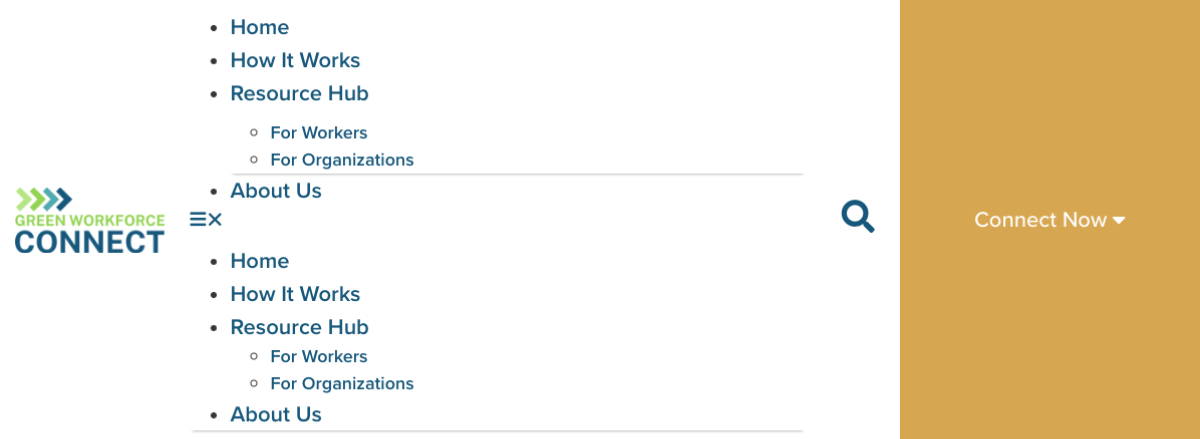 Home
How It Works
Resource Hub
For Workers
For Organizations
About Us
GREEN WORKFORCE
CONNECT
Connect Now
Home
How It Works
Resource Hub
For Workers
For Organizations
About Us